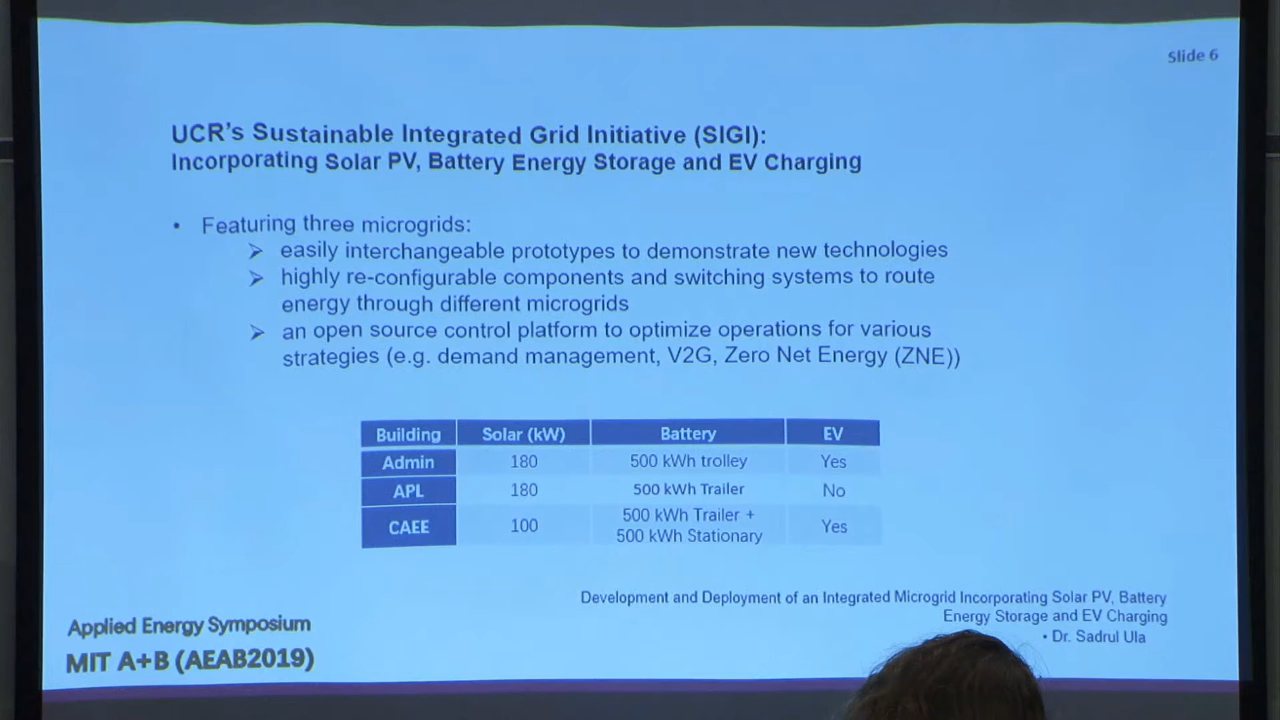 Slide 6
UCR's Sustainable Integrated Grid Initiative (SIGI):
Incorporating Solar PV, Battery Energy Storage and EV Charging
• Featuring three microgrids:
➢ easily interchangeable prototypes to demonstrate new technologies
➢ highly re-configurable components and switching systems to route
energy through different microgrids
➢ an open source control platform to optimize operations for various
strategies (e.g. demand management, V2G, Zero Net Energy (ZNE))
Building Solar (kW) Battery EV
Admin 180 500 kWh trolley Yes
APL 180 500 kWh Trailer No
CAEE 100 500 kWh Trailer + 
500 kWh Stationary Yes
Development and Deployment of an Integrated Microgrid Incorporating Solar PV, Battery
Energy Storage and EV Charging
• Dr. Sadrul Ula
Applied Energy Symposium
MIT A+B (AEAB2019)